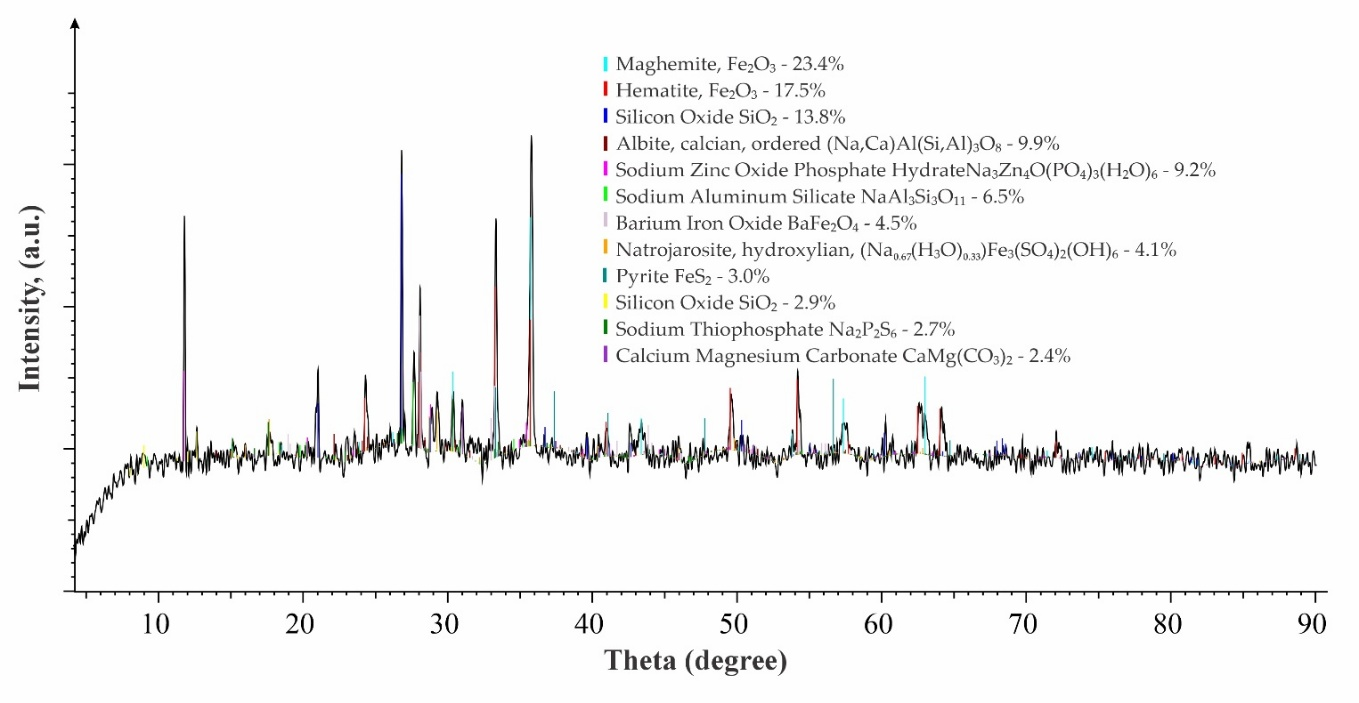 Maghemite, Fe₂O₃ - 23.4%
Hematite, Fe₂O₃ - 17.5%
Silicon Oxide SiO₂ - 13.8%
Albite, calcian, ordered (Na,Ca)Al(Si,Al)₃O₈ - 9.9%
Sodium Zinc Oxide Phosphate HydrateNa₃Zn₄O(PO₄)₃(H₂O)₆ - 9.2%
Sodium Aluminum Silicate NaAl₃Si₃O₁₁ - 6.5%
Barium Iron Oxide BaFe₂O₄ - 4.5%
Natrojarosite, hydroxylian, (Na₀.₆₇(H₃O)₀.₃₃)Fe₃(SO₄)₂(OH)₆ - 4.1%
Pyrite FeS₂ - 3.0%
Silicon Oxide SiO₂ - 2.9%
Sodium Thiophosphate Na₂P₂S₆ - 2.7%
Calcium Magnesium Carbonate CaMg(CO₃)₂ - 2.4%
Intensity, (a.u.)
10 20 30 40 50 60 70 80 90
Theta (degree)